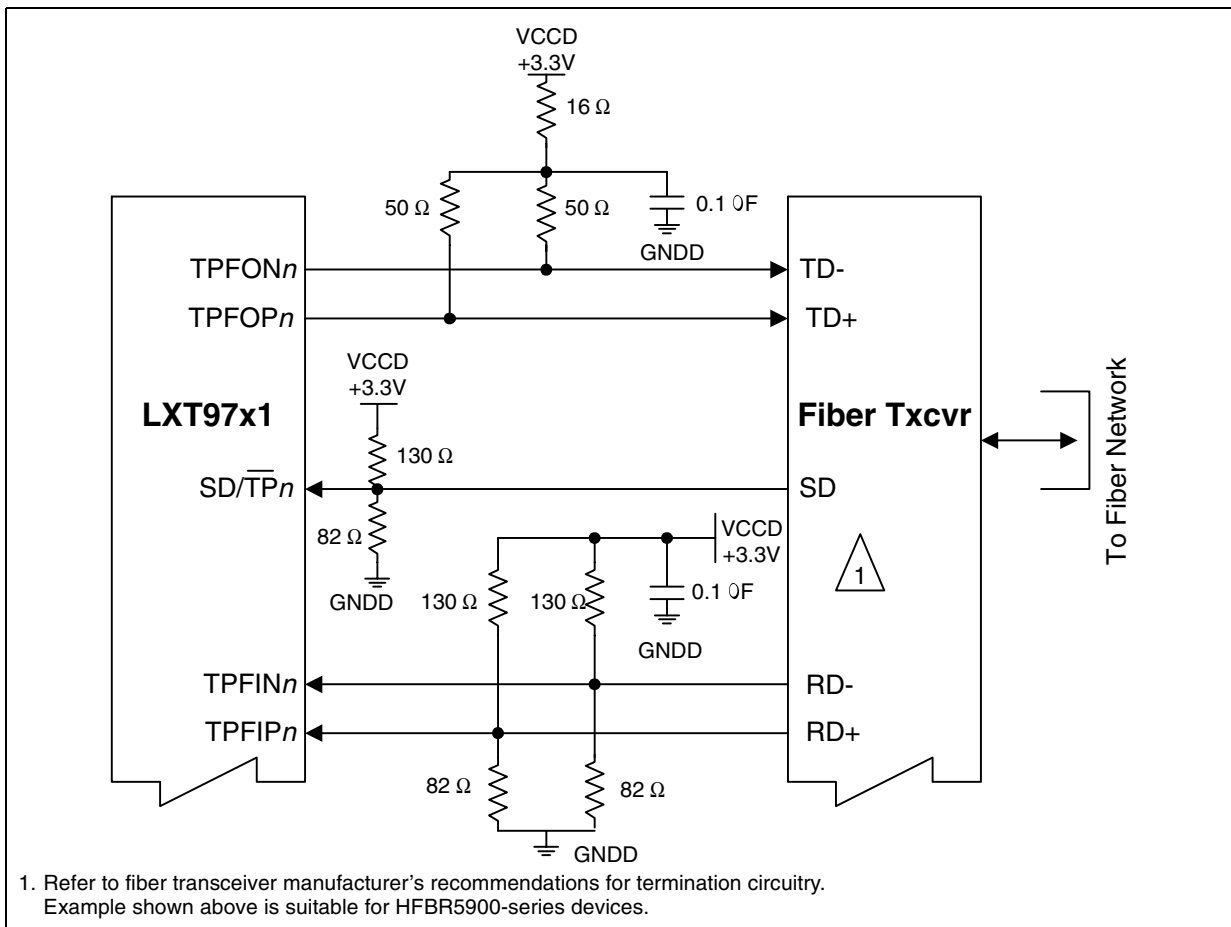 VCCD
+3.3V
16 Ω
50 Ω
50 Ω
0.1 F
GNDD
TPFONn
TD-
TPFOPn
TD+
VCCD
+3.3V
LXT97x1
Fiber Txcvr
130 Ω
SD/T̅P̅n
SD
To Fiber Network
82 Ω
GNDD
VCCD
+3.3V
1
130 Ω
130 Ω
0.1 F
GNDD
TPFINn
RD-
TPFIPn
RD+
82 Ω
82 Ω
GNDD
1. Refer to fiber transceiver manufacturer's recommendations for termination circuitry.
Example shown above is suitable for HFBR5900-series devices.